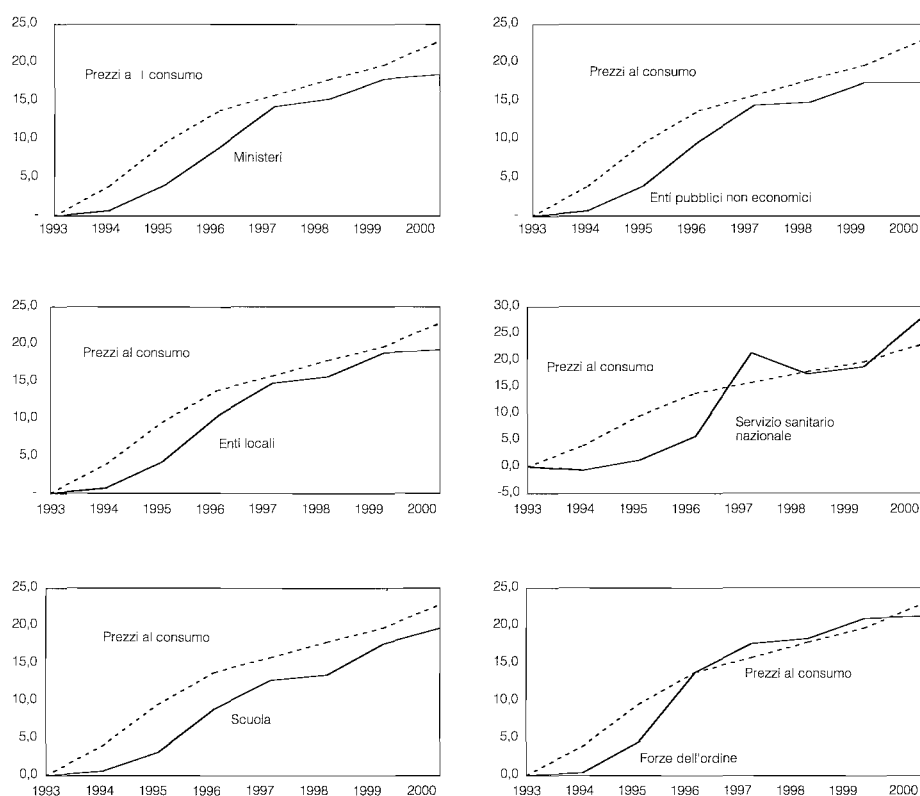 25,0
20,0
Prezzi a l consumo
15,0
10,0
Ministeri
5,0
-
1993 1994 1995 1996 1997 1998 1999 2000
25,0
20,0
Prezzi al consumo
15,0
10,0
5,0
Enti pubblici non economici
-
1993 1994 1995 1996 1997 1998 1999 2000
25,0
20,0
Prezzi al consumo
15,0
10,0
Enti locali
5,0
-
1993 1994 1995 1996 1997 1998 1999 2000
30,0
25,0
20,0
Prezzi al consumo
15,0
10,0
Servizio sanitario
nazionale
5,0
0,0
-5,0
1993 1994 1995 1996 1997 1998 1999 2000
25,0
20,0
Prezzi al consumo
15,0
10,0
Scuola
5,0
0,0
1993 1994 1995 1996 1997 1998 1999 2000
25,0
20,0
15,0
Prezzi al consumo
10,0
5,0
Forze dell'ordine
0,0
1993 1994 1995 1996 1997 1998 1999 2000